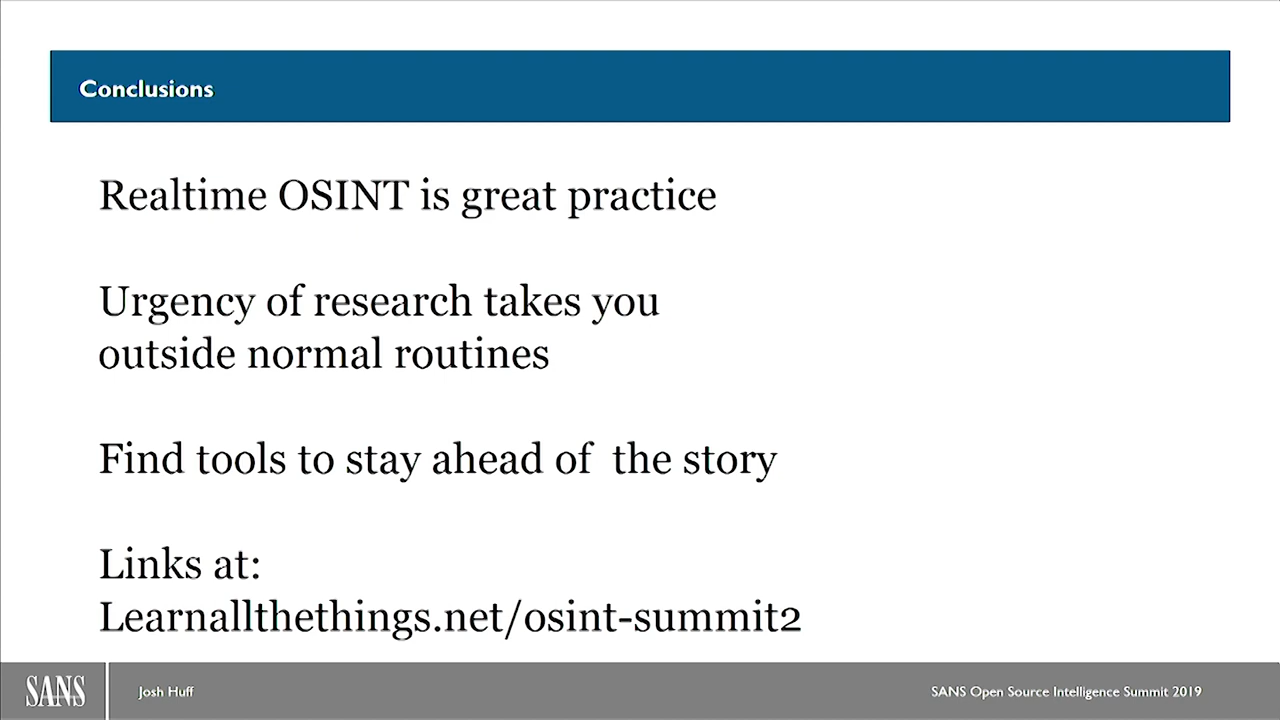 Conclusions
Realtime OSINT is great practice
Urgency of research takes you
outside normal routines
Find tools to stay ahead of  the story
Links at:
Learnallthethings.net/osint-summit2
SANS
Josh Huff
SANS Open Source Intelligence Summit 2019